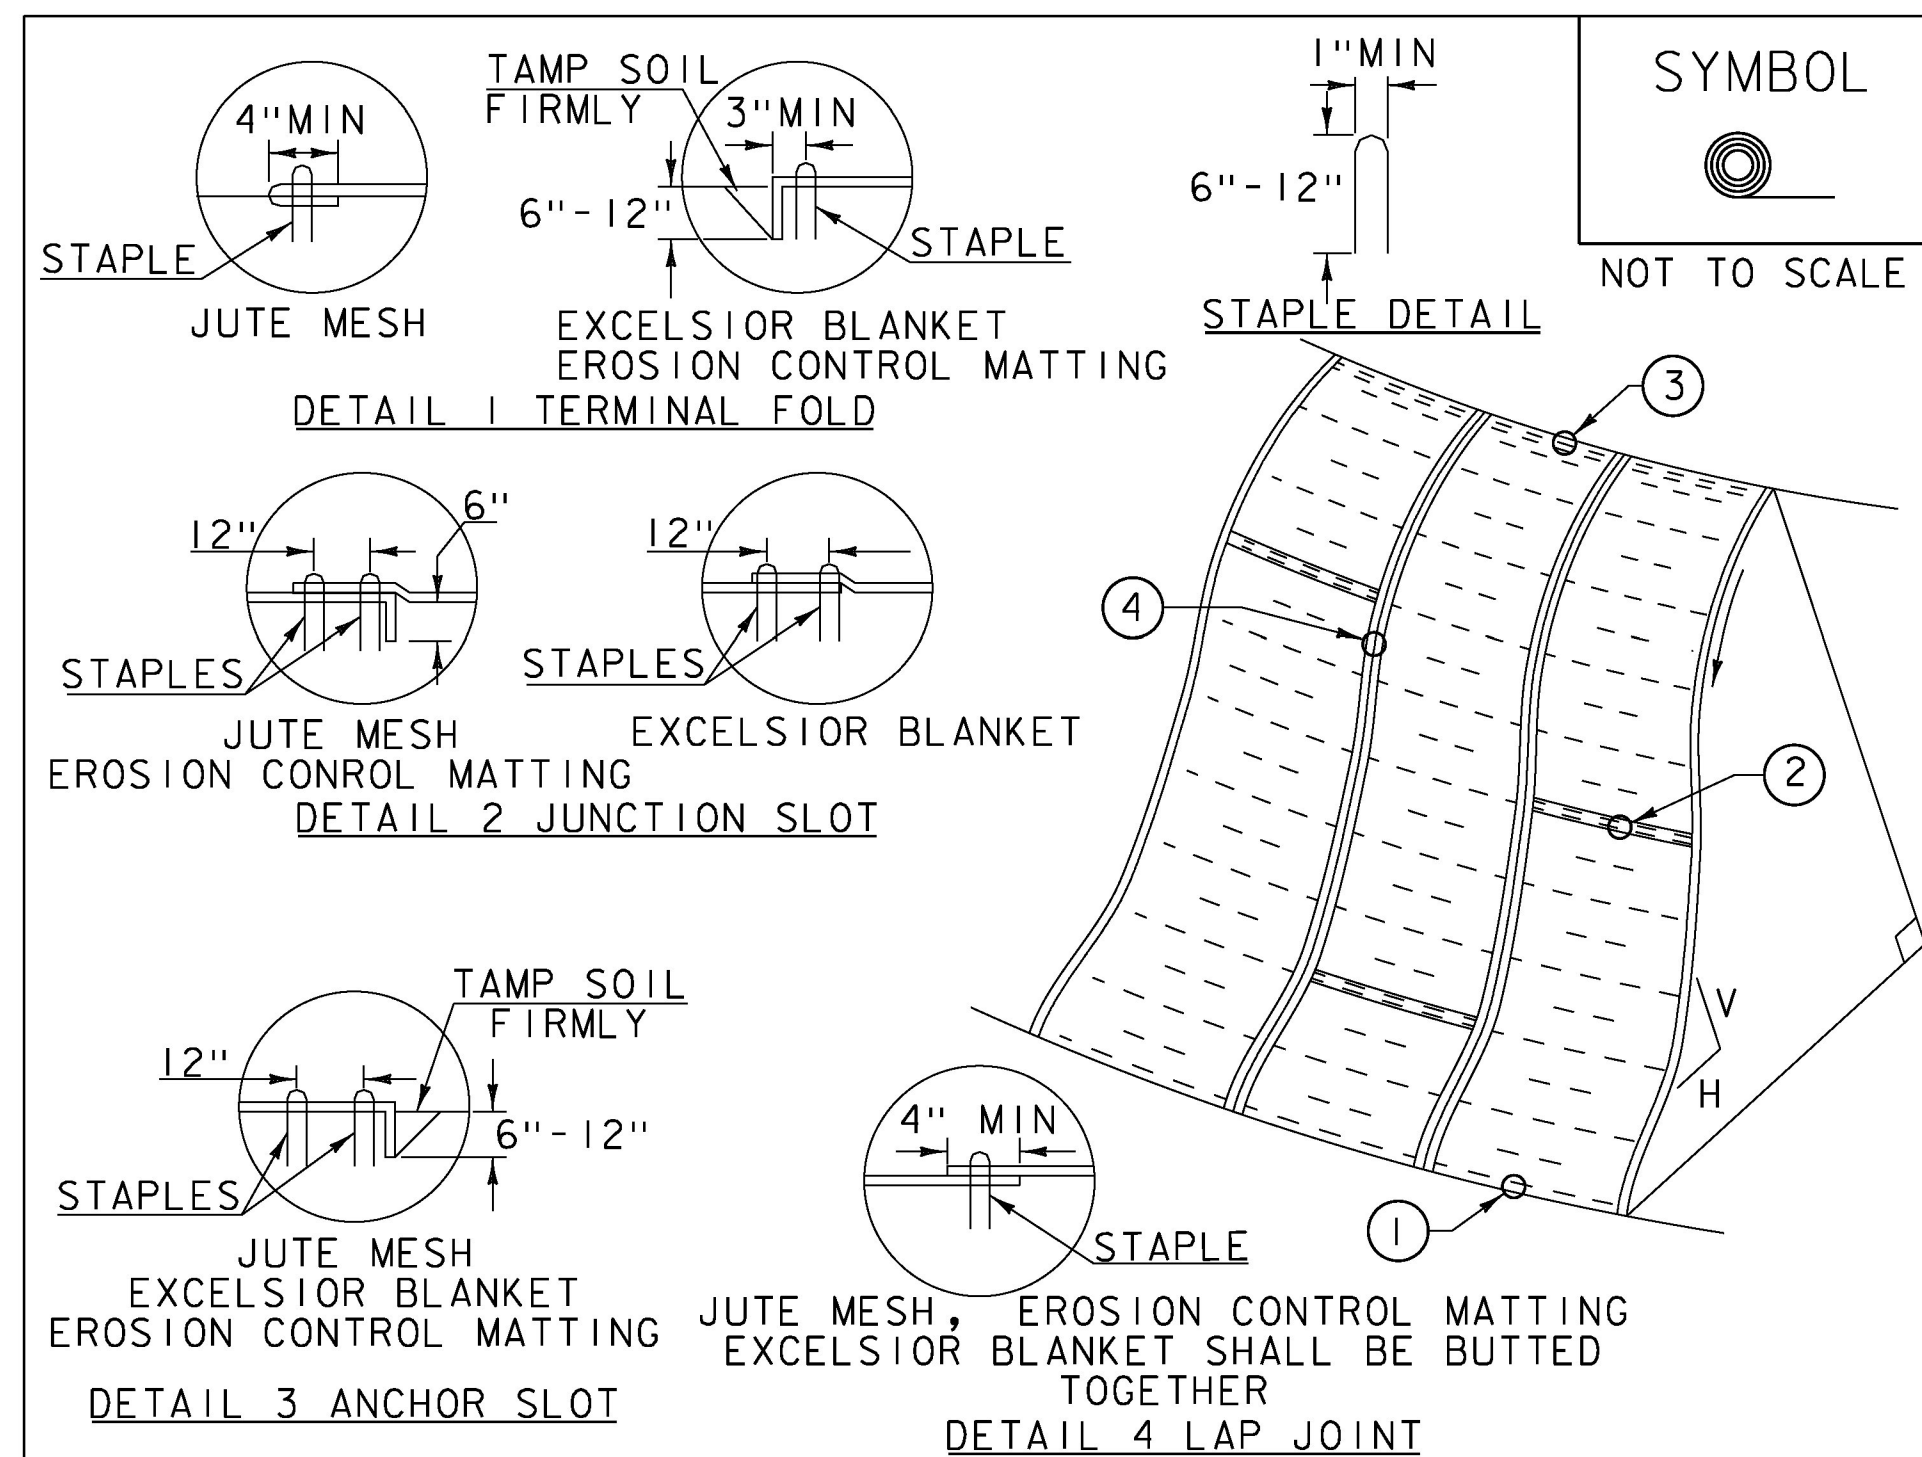 4"MIN
STAPLE
JUTE MESH
TAMP SOIL
FIRMLY
3"MIN
6"-12"
STAPLE
EXCELSIOR BLANKET
EROSION CONTROL MATTING
DETAIL 1 TERMINAL FOLD
1"MIN
6"-12"
STAPLE DETAIL
SYMBOL
NOT TO SCALE
12"
6"
STAPLES
JUTE MESH
EROSION CONROL MATTING
12"
STAPLES
EXCELSIOR BLANKET
DETAIL 2 JUNCTION SLOT
3
4
2
V
H
1
TAMP SOIL
FIRMLY
12"
6"-12"
STAPLES
JUTE MESH
EXCELSIOR BLANKET
EROSION CONTROL MATTING
DETAIL 3 ANCHOR SLOT
4" MIN
STAPLE
JUTE MESH, EROSION CONTROL MATTING
EXCELSIOR BLANKET SHALL BE BUTTED
TOGETHER
DETAIL 4 LAP JOINT